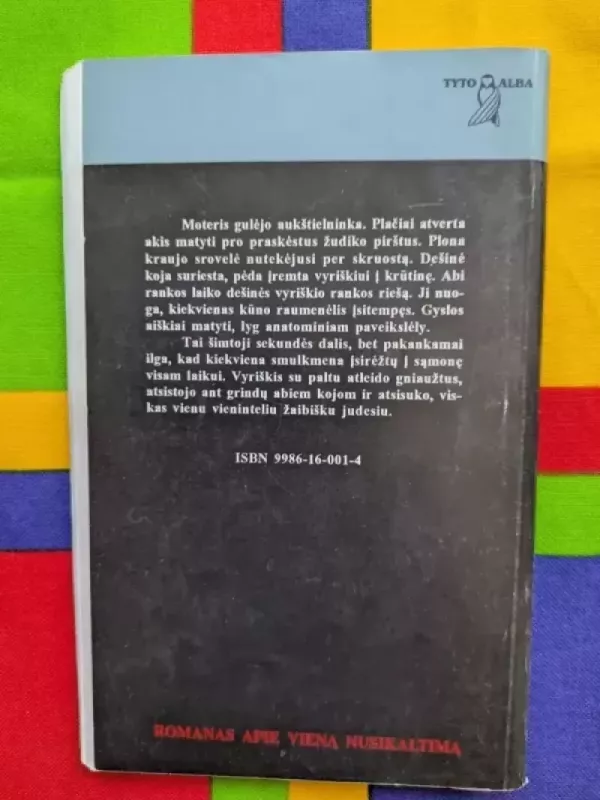 TYTO ALBA
Moteris gulėjo aukštielninka. Plačiai atverta
akis matyti pro praskėstus žudiko pirštus. Plona
kraujo srovelė nutekėjusi per skruostą. Dešinė
koja suriesta, pėda įremta vyriškiui į krūtinę. Abi
rankos laiko dešinės vyriškio rankos riešą. Ji nuo-
ga, kiekvienas kūno raumenėlis įsitempęs. Gyslos
aiškiai matyti, lyg anatominiam paveikslėly.
Tai šimtoji sekundės dalis, bet pakankamai
ilga, kad kiekviena smulkmena įsirėžtų į sąmonę
visam laikui. Vyriškis su paltu atleido gniaužtus,
atsistojo ant grindų abiem kojom ir atsisuko, vis-
kas vienu vieninteliu žaibišku judesiu.
ISBN 9986-16-001-4
ROMANAS APIE VIENĄ NUSIKALTIMĄ